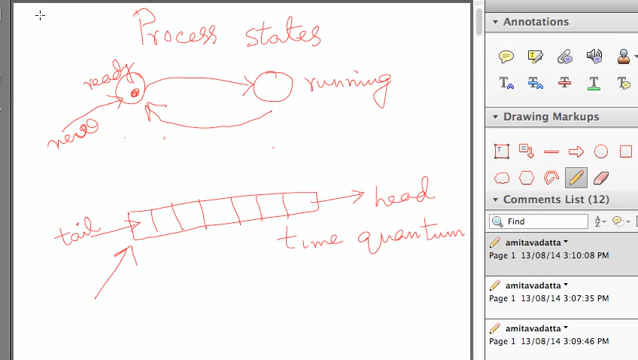 Process states
ready
running
new
head
tail
time quantum
Annotations
Drawing Markups
Comments List (12)
Find
amitavadatta
Page 1 13/08/14 3:10:08 PM
amitavadatta
Page 1 13/08/14 3:07:35 PM
amitavadatta
Page 1 13/08/14 3:09:46 PM